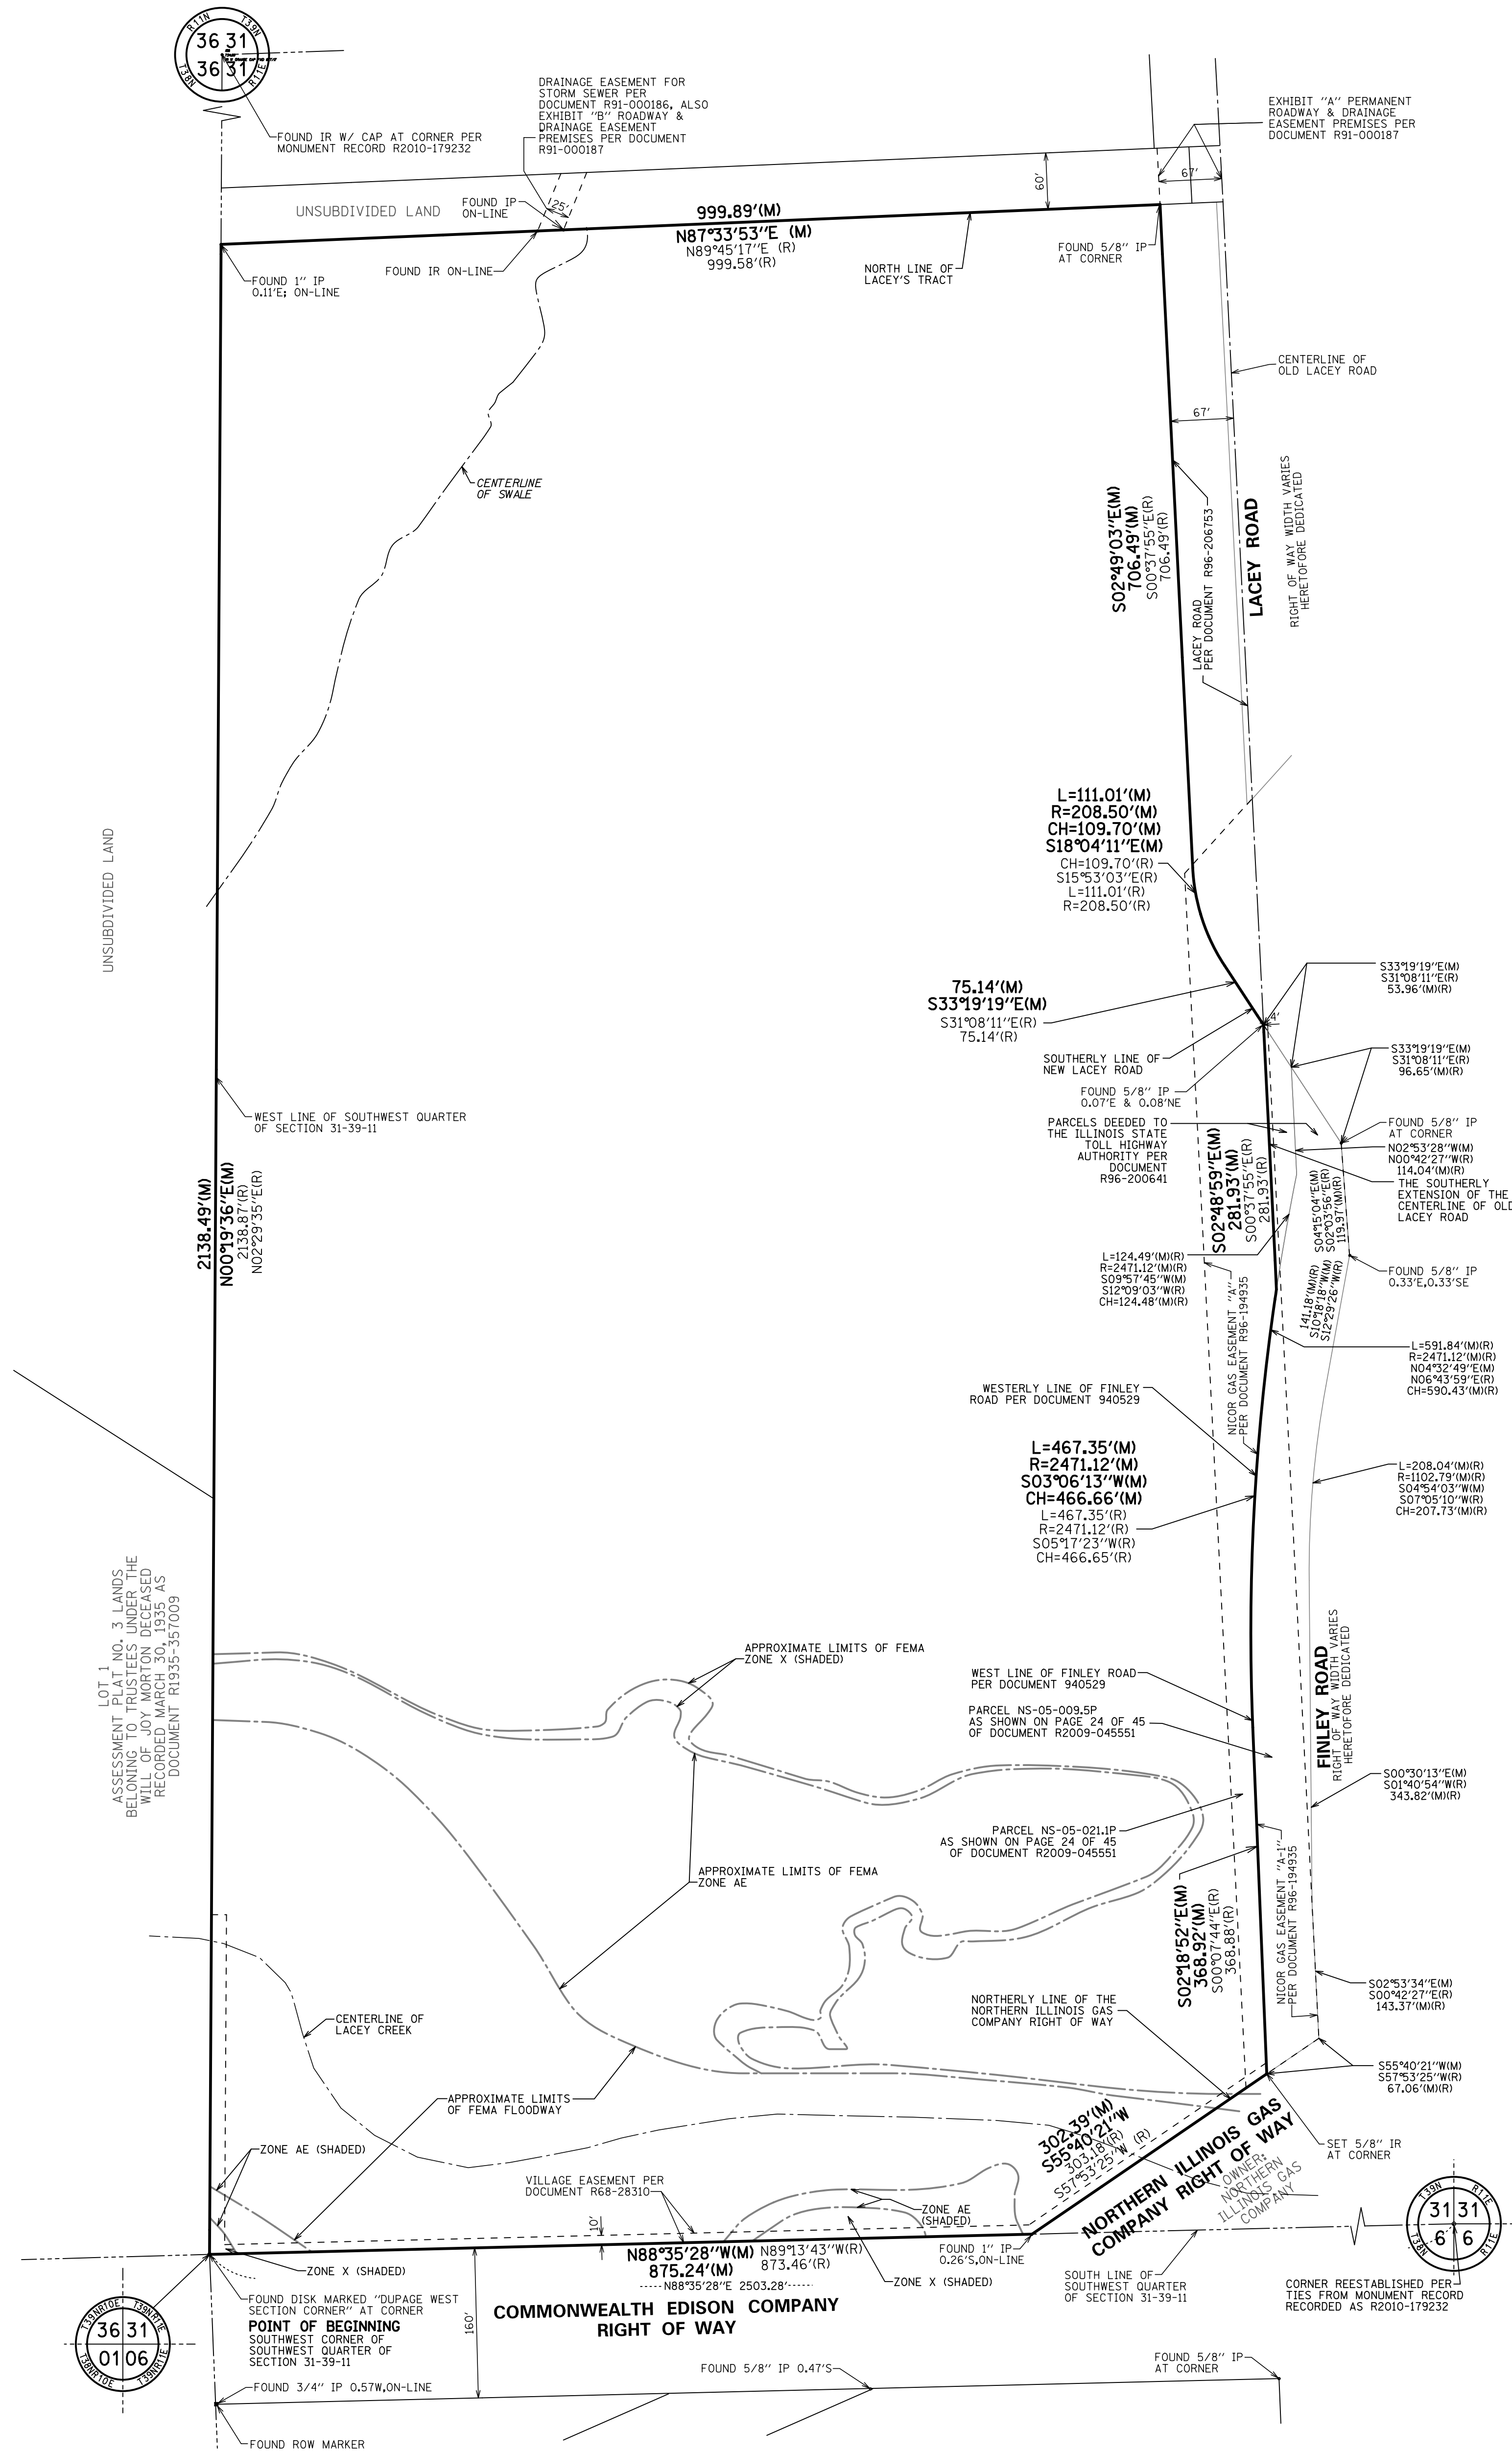 R11N
T39N
36 31
36 31
T38N
R11E
FOUND IR W/ CAP AT CORNER PER
MONUMENT RECORD R2010-179232
DRAINAGE EASEMENT FOR
STORM SEWER PER
DOCUMENT R91-000186, ALSO
EXHIBIT "B" ROADWAY &
DRAINAGE EASEMENT
PREMISES PER DOCUMENT
R91-000187
EXHIBIT "A" PERMANENT
ROADWAY & DRAINAGE
EASEMENT PREMISES PER
DOCUMENT R91-000187
67'
60'
UNSUBDIVIDED LAND
FOUND IP
ON-LINE
25'
999.89'(M)
N87°33'53"E (M)
N89°45'17"E (R)
999.58'(R)
FOUND 5/8" IP
AT CORNER
FOUND IR ON-LINE
NORTH LINE OF
LACEY'S TRACT
FOUND 1" IP
0.11'E; ON-LINE
CENTERLINE OF
OLD LACEY ROAD
67'
CENTERLINE
OF SWALE
S02°49'03"E(M)
706.49'(M)
S00°37'55"E(R)
706.49'(R)
LACEY ROAD
PER DOCUMENT R96-206753
LACEY ROAD
RIGHT OF WAY WIDTH VARIES
HERETOFORE DEDICATED
L=111.01'(M)
R=208.50'(M)
CH=109.70'(M)
S18°04'11"E(M)
CH=109.70'(R)
S15°53'03"E(R)
L=111.01'(R)
R=208.50'(R)
UNSUBDIVIDED LAND
75.14'(M)
S33°19'19"E(M)
S31°08'11"E(R)
75.14'(R)
S33°19'19"E(M)
S31°08'11"E(R)
53.96'(M)(R)
4'
SOUTHERLY LINE OF
NEW LACEY ROAD
S33°19'19"E(M)
S31°08'11"E(R)
96.65'(M)(R)
FOUND 5/8" IP
0.07'E & 0.08'NE
WEST LINE OF SOUTHWEST QUARTER
OF SECTION 31-39-11
PARCELS DEEDED TO
THE ILLINOIS STATE
TOLL HIGHWAY
AUTHORITY PER
DOCUMENT
R96-200641
FOUND 5/8" IP
AT CORNER
N02°53'28"W(M)
N00°42'27"W(R)
114.04'(M)(R)
THE SOUTHERLY
EXTENSION OF THE
CENTERLINE OF OLD
LACEY ROAD
2138.49'(M)
N00°19'36"E(M)
2138.87'(R)
N02°29'35"E(R)
S02°48'59"E(M)
281.93'(M)
S00°37'55"E(R)
281.93'(R)
S04°15'04"E(M)
S02°03'56"E(R)
119.97'(M)(R)
L=124.49'(M)(R)
R=2471.12'(M)(R)
S09°57'45"W(M)
S12°09'03"W(R)
CH=124.48'(M)(R)
141.18'(M)(R)
S10°18'18"W(M)
S12°29'26"W(R)
FOUND 5/8" IP
0.33'E,0.33'SE
NICOR GAS EASEMENT "A"
PER DOCUMENT R96-194935
L=591.84'(M)(R)
R=2471.12'(M)(R)
N04°32'49"E(M)
N06°43'59"E(R)
CH=590.43'(M)(R)
WESTERLY LINE OF FINLEY
ROAD PER DOCUMENT 940529
L=467.35'(M)
R=2471.12'(M)
S03°06'13"W(M)
CH=466.66'(M)
L=467.35'(R)
R=2471.12'(R)
S05°17'23"W(R)
CH=466.65'(R)
L=208.04'(M)(R)
R=1102.79'(M)(R)
S04°54'03"W(M)
S07°05'10"W(R)
CH=207.73'(M)(R)
LOT 1
ASSESSMENT PLAT NO. 3 LANDS
BELONING TO TRUSTEES UNDER THE
WILL OF JOY MORTON DECEASED
RECORDED MARCH 30, 1935 AS
DOCUMENT R1935-357009
APPROXIMATE LIMITS OF FEMA
ZONE X (SHADED)
WEST LINE OF FINLEY ROAD
PER DOCUMENT 940529
PARCEL NS-05-009.5P
AS SHOWN ON PAGE 24 OF 45
OF DOCUMENT R2009-045551
FINLEY ROAD
RIGHT OF WAY WIDTH VARIES
HERETOFORE DEDICATED
S00°30'13"E(M)
S01°40'54"W(R)
343.82'(M)(R)
PARCEL NS-05-021.1P
AS SHOWN ON PAGE 24 OF 45
OF DOCUMENT R2009-045551
APPROXIMATE LIMITS OF FEMA
ZONE AE
S02°18'52"E(M)
368.92'(M)
S00°07'44"E(R)
368.88'(R)
NICOR GAS EASEMENT "A-1"
PER DOCUMENT R96-194935
S02°53'34"E(M)
S00°42'27"E(R)
143.37'(M)(R)
CENTERLINE OF
LACEY CREEK
NORTHERLY LINE OF THE
NORTHERN ILLINOIS GAS
COMPANY RIGHT OF WAY
S55°40'21"W(M)
S57°53'25"W(R)
67.06'(M)(R)
APPROXIMATE LIMITS
OF FEMA FLOODWAY
302.39'(M)
S55°40'21"W
303.18'(R)
S57°53'25"W (R)
NORTHERN ILLINOIS GAS
COMPANY RIGHT OF WAY
OWNER:
NORTHERN
ILLINOIS GAS
COMPANY
SET 5/8" IR
AT CORNER
ZONE AE (SHADED)
VILLAGE EASEMENT PER
DOCUMENT R68-28310
ZONE AE
(SHADED)
10'
T39N
R11E
31 31
6 6
T38N
R11E
N88°35'28"W(M)
875.24'(M)
N89°13'43"W(R)
873.46'(R)
N88°35'28"E 2503.28'
FOUND 1" IP
0.26'S,ON-LINE
ZONE X (SHADED)
ZONE X (SHADED)
SOUTH LINE OF
SOUTHWEST QUARTER
OF SECTION 31-39-11
CORNER REESTABLISHED PER
TIES FROM MONUMENT RECORD
RECORDED AS R2010-179232
FOUND DISK MARKED "DUPAGE WEST
SECTION CORNER" AT CORNER
POINT OF BEGINNING
SOUTHWEST CORNER OF
SOUTHWEST QUARTER OF
SECTION 31-39-11
T39NR10E
T39NR11E
36 31
01 06
T38NR10E
T39NR11E
COMMONWEALTH EDISON COMPANY
RIGHT OF WAY
160'
FOUND 5/8" IP 0.47'S
FOUND 5/8" IP
AT CORNER
FOUND 3/4" IP 0.57W,ON-LINE
FOUND ROW MARKER